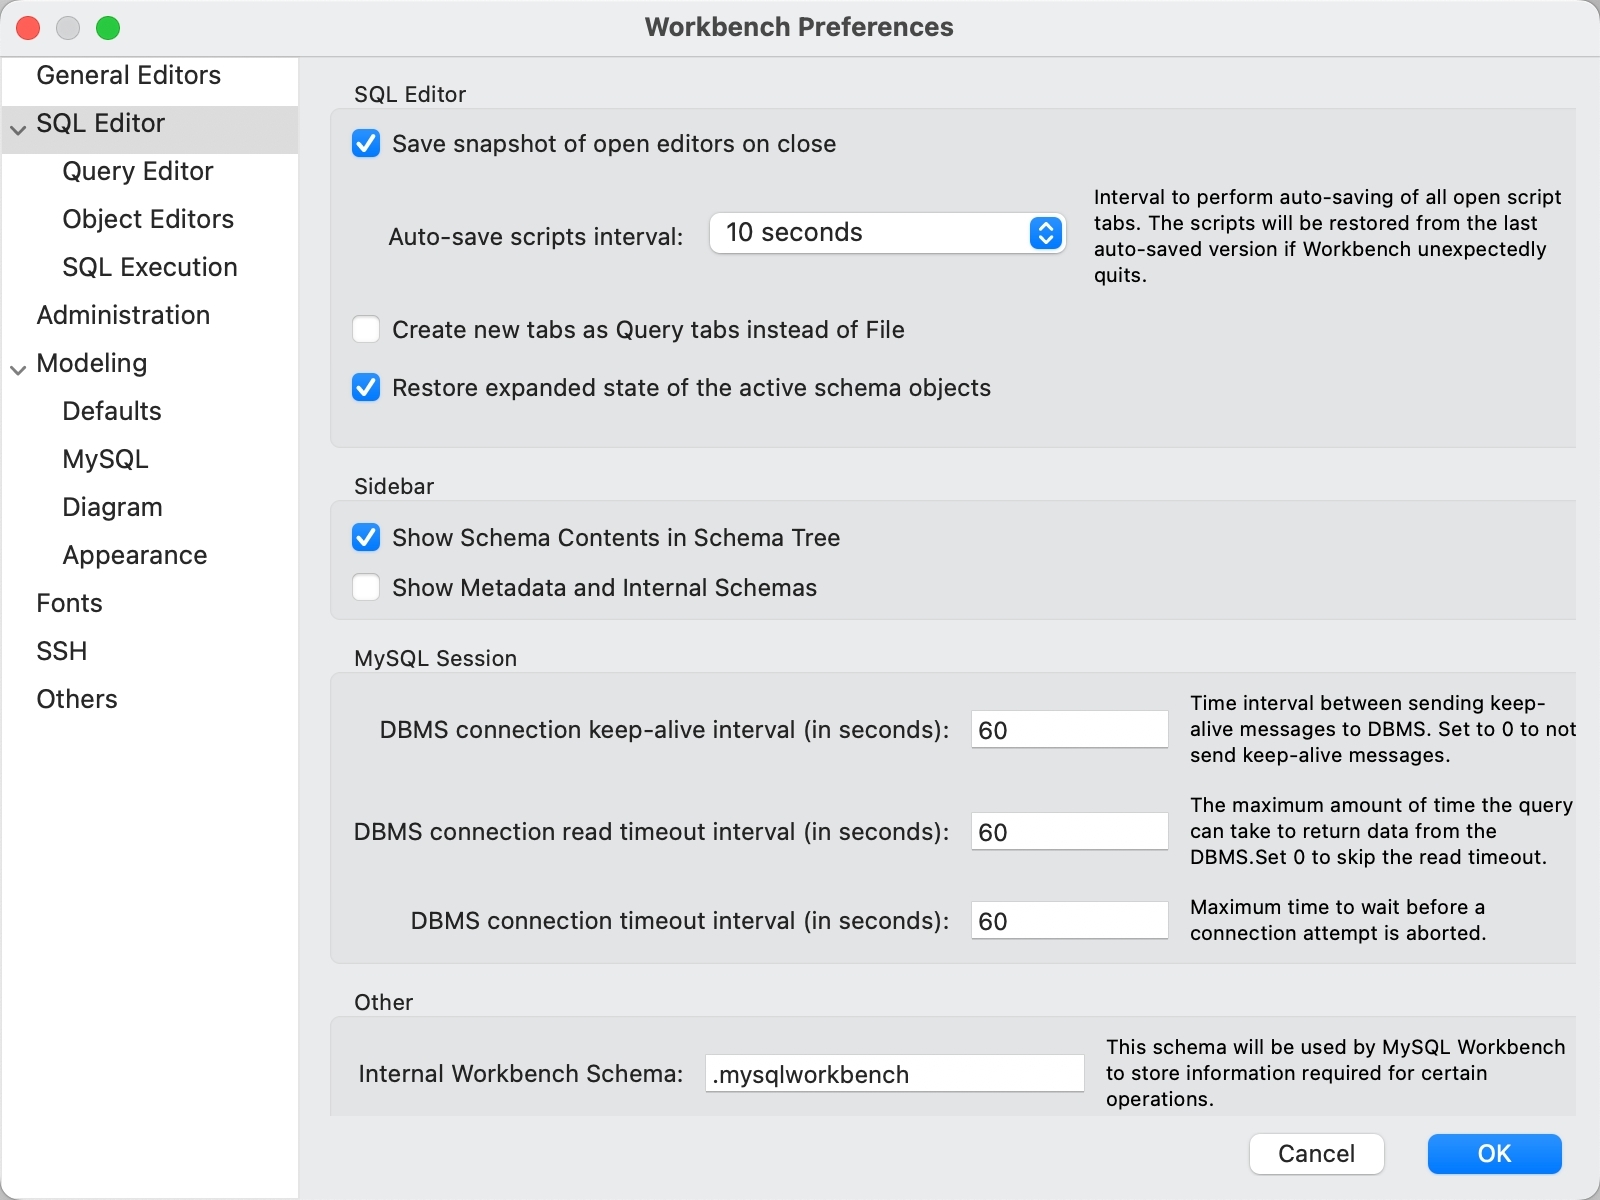 Workbench Preferences
General Editors
SQL Editor
Query Editor
Object Editors
SQL Execution
Administration
Modeling
Defaults
MySQL
Diagram
Appearance
Fonts
SSH
Others
SQL Editor
Save snapshot of open editors on close
Auto-save scripts interval:
10 seconds
Interval to perform auto-saving of all open script
tabs. The scripts will be restored from the last
auto-saved version if Workbench unexpectedly
quits.
Create new tabs as Query tabs instead of File
Restore expanded state of the active schema objects
Sidebar
Show Schema Contents in Schema Tree
Show Metadata and Internal Schemas
MySQL Session
DBMS connection keep-alive interval (in seconds):
60
Time interval between sending keep-
alive messages to DBMS. Set to 0 to not
send keep-alive messages.
DBMS connection read timeout interval (in seconds):
60
The maximum amount of time the query
can take to return data from the
DBMS.Set 0 to skip the read timeout.
DBMS connection timeout interval (in seconds):
60
Maximum time to wait before a
connection attempt is aborted.
Other
Internal Workbench Schema:
.mysqlworkbench
This schema will be used by MySQL Workbench
to store information required for certain
operations.
Cancel
OK